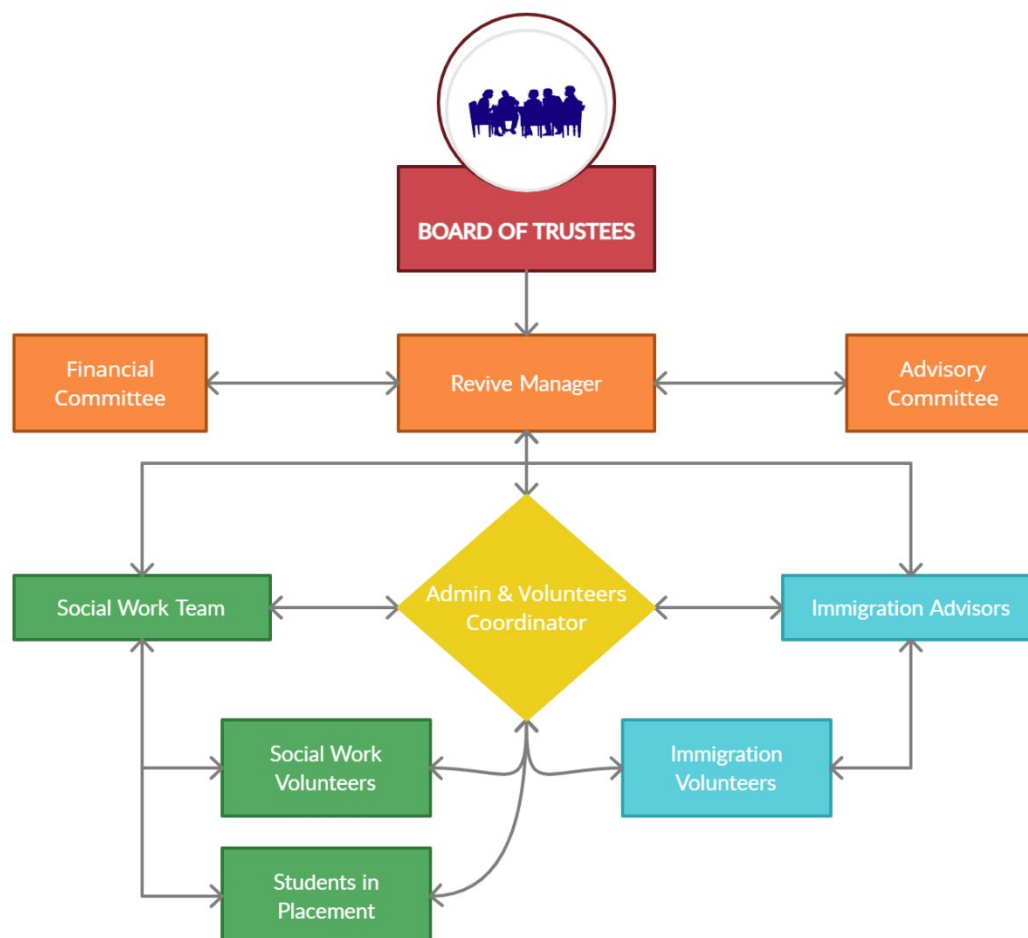 BOARD OF TRUSTEES
Financial
Committee
Revive Manager
Advisory
Committee
Social Work Team
Admin & Volunteers
Coordinator
Immigration Advisors
Social Work
Volunteers
Immigration
Volunteers
Students in
Placement